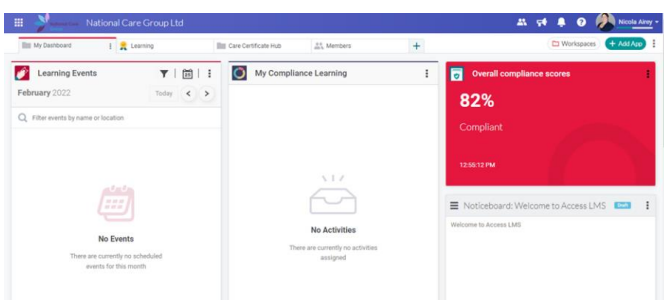 National Care Group Ltd
Nicola Airey
My Dashboard
Learning
Care Certificate Hub
Members
+
Workspaces
+ Add App
Learning Events
February 2022
Today
Filter events by name or location
No Events
There are currently no scheduled
events for this month
My Compliance Learning
No Activities
There are currently no activities
assigned
Overall compliance scores
82%
Compliant
12:55:12 PM
Noticeboard: Welcome to Access LMS
Draft
Welcome to Access LMS